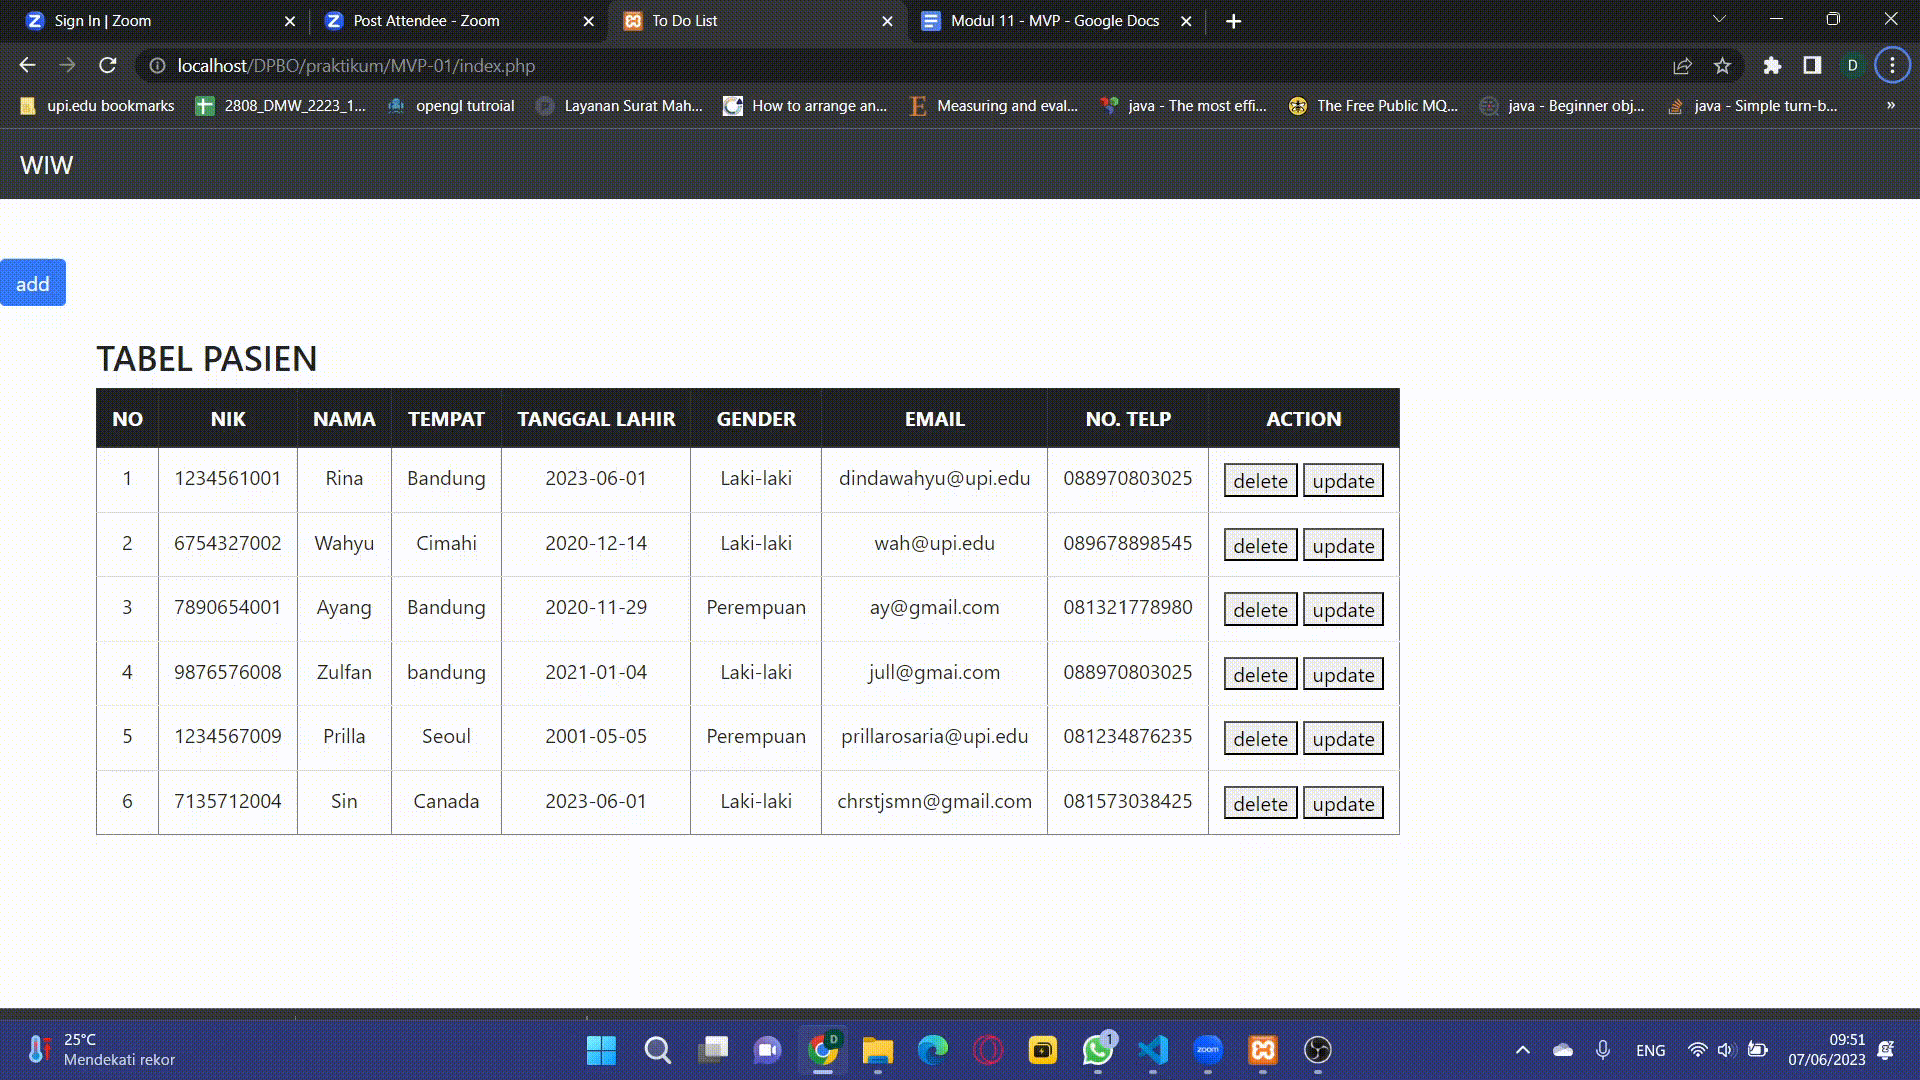 Sign In | Zoom
Post Attendee - Zoom
To Do List
Modul 11 - MVP - Google Docs
localhost/DPBO/praktikum/MVP-01/index.php
D
upi.edu bookmarks
2808_DMW_2223_1...
opengl tutroial
Layanan Surat Mah...
How to arrange an...
Measuring and eval...
java - The most effi...
The Free Public MQ...
java - Beginner obj...
java - Simple turn-b...
»
WIW
add
TABEL PASIEN
NO NIK NAMA TEMPAT TANGGAL LAHIR GENDER EMAIL NO. TELP ACTION
1 1234561001 Rina Bandung 2023-06-01 Laki-laki dindawahyu@upi.edu 088970803025 delete update
2 6754327002 Wahyu Cimahi 2020-12-14 Laki-laki wah@upi.edu 089678898545 delete update
3 7890654001 Ayang Bandung 2020-11-29 Perempuan ay@gmail.com 081321778980 delete update
4 9876576008 Zulfan bandung 2021-01-04 Laki-laki jull@gmai.com 088970803025 delete update
5 1234567009 Prilla Seoul 2001-05-05 Perempuan prillarosaria@upi.edu 081234876235 delete update
6 7135712004 Sin Canada 2023-06-01 Laki-laki chrstjsmn@gmail.com 081573038425 delete update
25°C
Mendekati rekor
D
1
zoom
ENG
09:51
07/06/2023